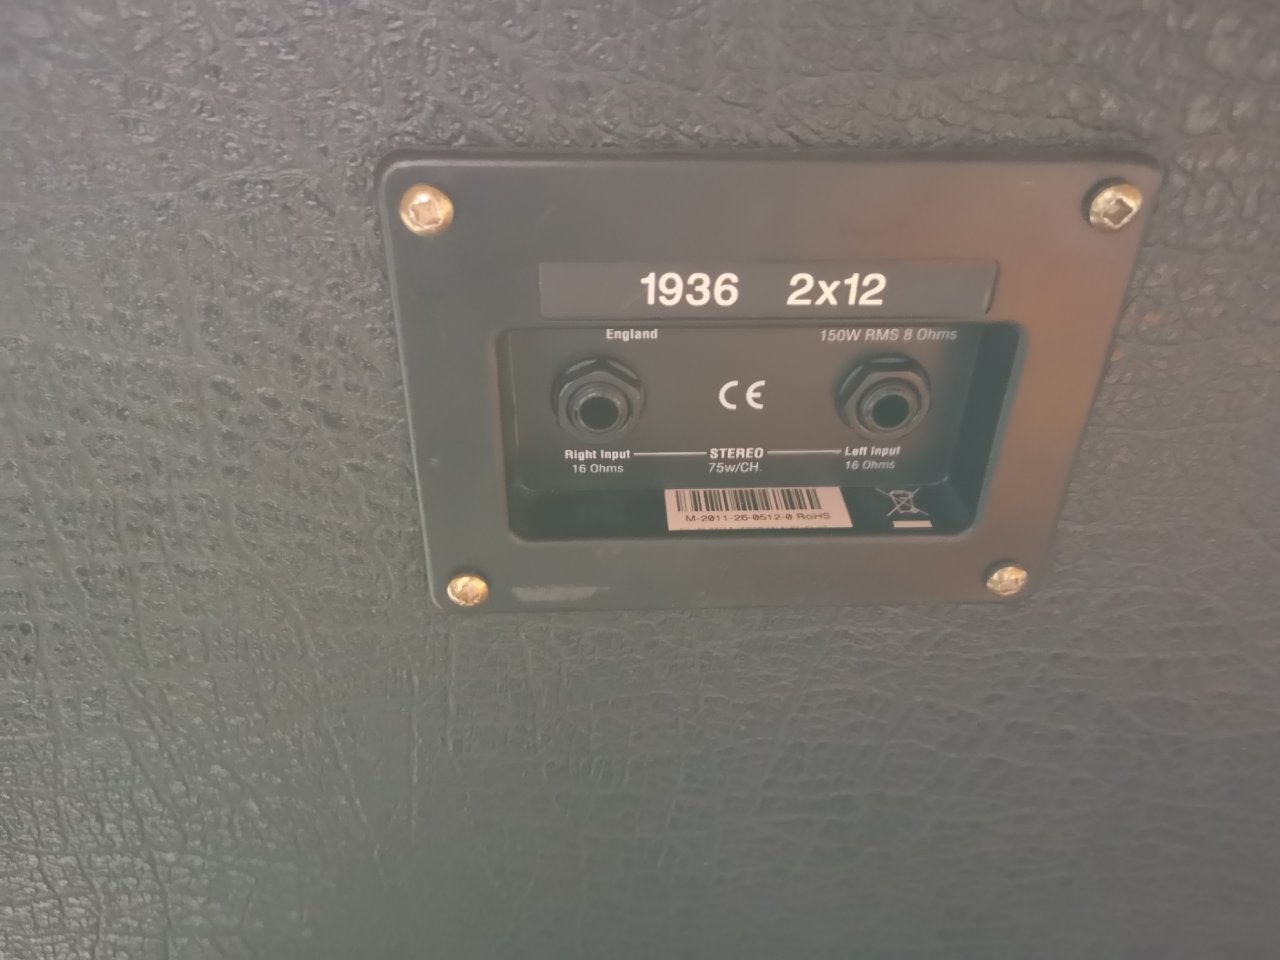 1936 2x12
England 150W RMS 8 Ohms
CE
Right Input STEREO Left Input
16 Ohms 75w/CH. 16 Ohms
M-2011-26-0512-0 RoHS